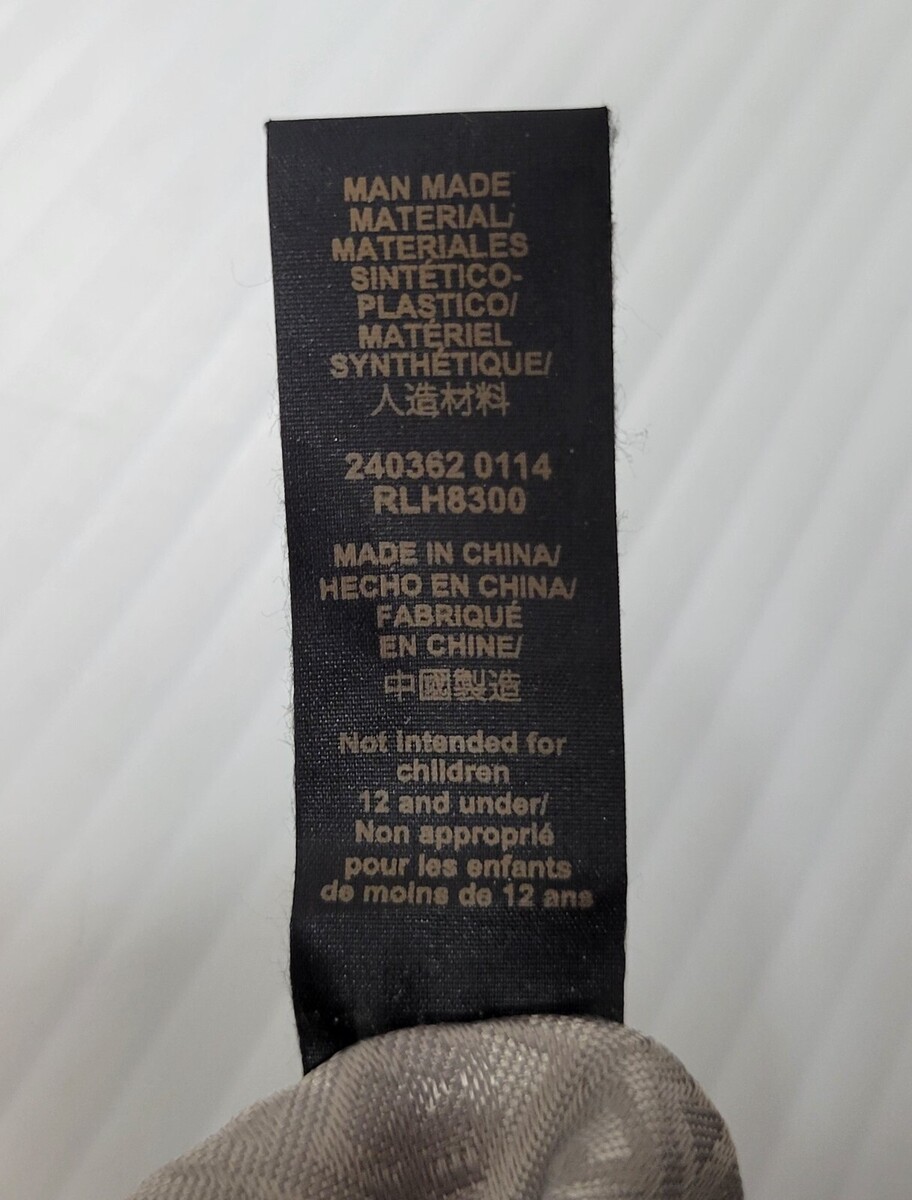 MAN MADE
MATERIAL/
MATERIALES
SINTÉTICO-
PLASTICO/
MATÉRIEL
SYNTHÉTIQUE/
人造材料
240362 0114
RLH8300
MADE IN CHINA/
HECHO EN CHINA/
FABRIQUÉ
EN CHINE/
中國製造
Not intended for
children
12 and under/
Non approprié
pour les enfants
de moins de 12 ans